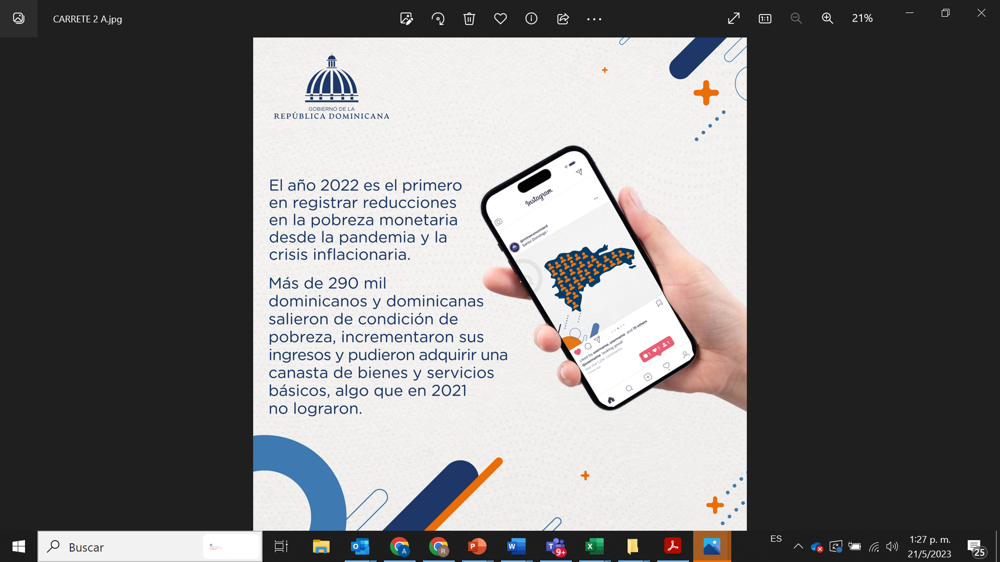 CARRETE 2 A.jpg
21%
GOBIERNO DE LA
REPÚBLICA DOMINICANA
El año 2022 es el primero
en registrar reducciones
en la pobreza monetaria
desde la pandemia y la
crisis inflacionaria.
Más de 290 mil
dominicanos y dominicanas
salieron de condición de
pobreza, incrementaron sus
ingresos y pudieron adquirir una
canasta de bienes y servicios
básicos, algo que en 2021
no lograron.
Instagram
@mineconomiard
Santo Domingo
Liked by username, username and 15 others
@username looking good!
See the 1,234 comments
1 1 1
Buscar
9+
ES
1:27 p. m.
21/5/2023
25